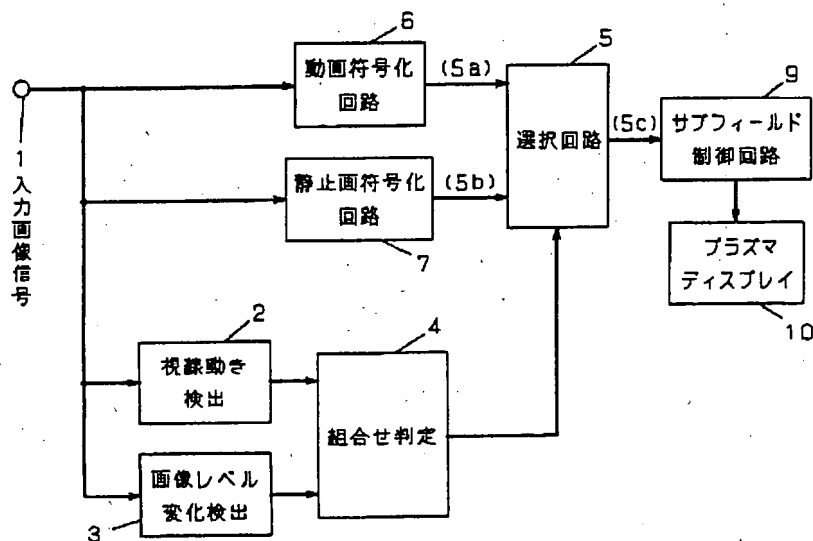 6
動画符号化
回路
(5a)
5
選択回路
(5c)
9
サブフィールド
制御回路
1
入力画像信号
静止画符号化
回路
(5b)
7
プラズマ
ディスプレイ
10
2
視線動き
検出
4
組合せ判定
画像レベル
変化検出
3